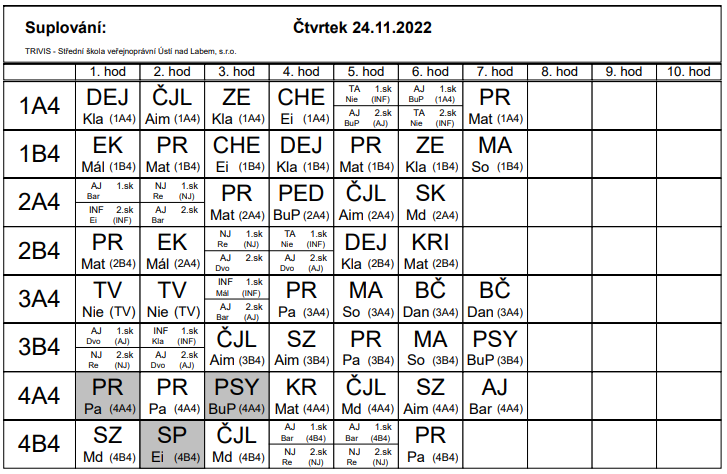 Suplování: Čtvrtek 24.11.2022
TRIVIS - Střední škola veřejnoprávní Ústí nad Labem, s.r.o.
1. hod 2. hod 3. hod 4. hod 5. hod 6. hod 7. hod 8. hod 9. hod 10. hod
1A4 DEJ Kla (1A4) ČJL Aim (1A4) ZE Kla (1A4) CHE Ei (1A4) TA 1.sk Nie (INF) AJ 2.sk BuP (AJ) AJ 1.sk BuP (1A4) TA 2.sk Nie (INF) PR Mat (1A4)
1B4 EK Mál (1B4) PR Mat (1B4) CHE Ei (1B4) DEJ Kla (1B4) PR Mat (1B4) ZE Kla (1B4) MA So (1B4)
2A4 AJ 1.sk Bar INF 2.sk Ei (INF) NJ 1.sk Re (NJ) AJ 2.sk Bar PR Mat (2A4) PED BuP (2A4) ČJL Aim (2A4) SK Md (2A4)
2B4 PR Mat (2B4) EK Mál (2A4) NJ 1.sk Re (NJ) AJ 2.sk Dvo TA 1.sk Nie (INF) AJ 2.sk Dvo (AJ) DEJ Kla (2B4) KRI Mat (2B4)
3A4 TV Nie (TV) TV Nie (TV) INF 1.sk Mál (INF) AJ 2.sk Bar (AJ) PR Pa (3A4) MA So (3A4) BČ Dan (3A4) BČ Dan (3A4)
3B4 AJ 1.sk Dvo (AJ) NJ 2.sk Re (NJ) INF 1.sk Kla (INF) AJ 2.sk Dvo (AJ) ČJL Aim (3B4) SZ Aim (3B4) PR Pa (3B4) MA So (3B4) PSY BuP (3B4)
4A4 PR Pa (4A4) PR Pa (4A4) PSY BuP (4A4) KR Mat (4A4) ČJL Md (4A4) SZ Aim (4A4) AJ Bar (4A4)
4B4 SZ Md (4B4) SP Ei (4B4) ČJL Md (4B4) AJ 1.sk Bar (4B4) NJ 2.sk Re (NJ) AJ 1.sk Bar (4B4) NJ 2.sk Re (NJ) PR Pa (4B4)